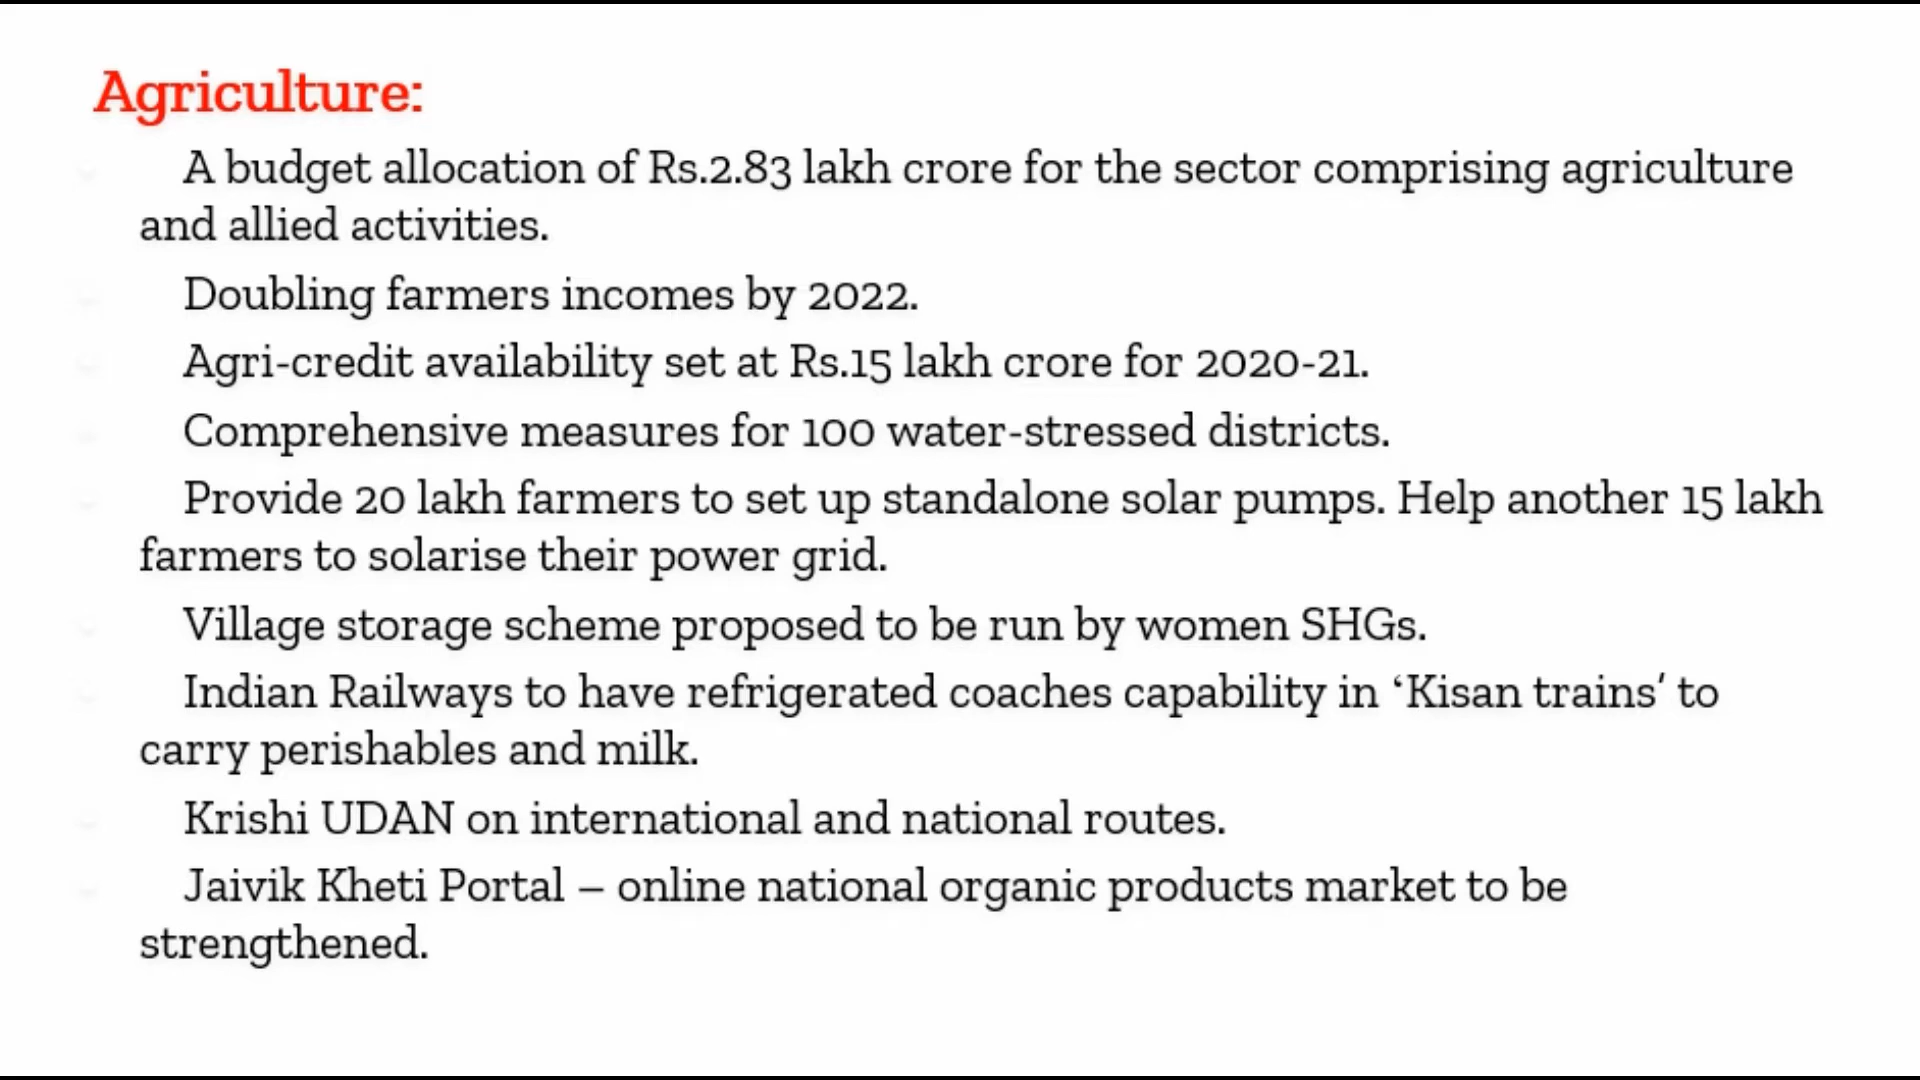 Agriculture:
A budget allocation of Rs.2.83 lakh crore for the sector comprising agriculture
and allied activities.
Doubling farmers incomes by 2022.
Agri-credit availability set at Rs.15 lakh crore for 2020-21.
Comprehensive measures for 100 water-stressed districts.
Provide 20 lakh farmers to set up standalone solar pumps. Help another 15 lakh
farmers to solarise their power grid.
Village storage scheme proposed to be run by women SHGs.
Indian Railways to have refrigerated coaches capability in ‘Kisan trains’ to
carry perishables and milk.
Krishi UDAN on international and national routes.
Jaivik Kheti Portal – online national organic products market to be
strengthened.